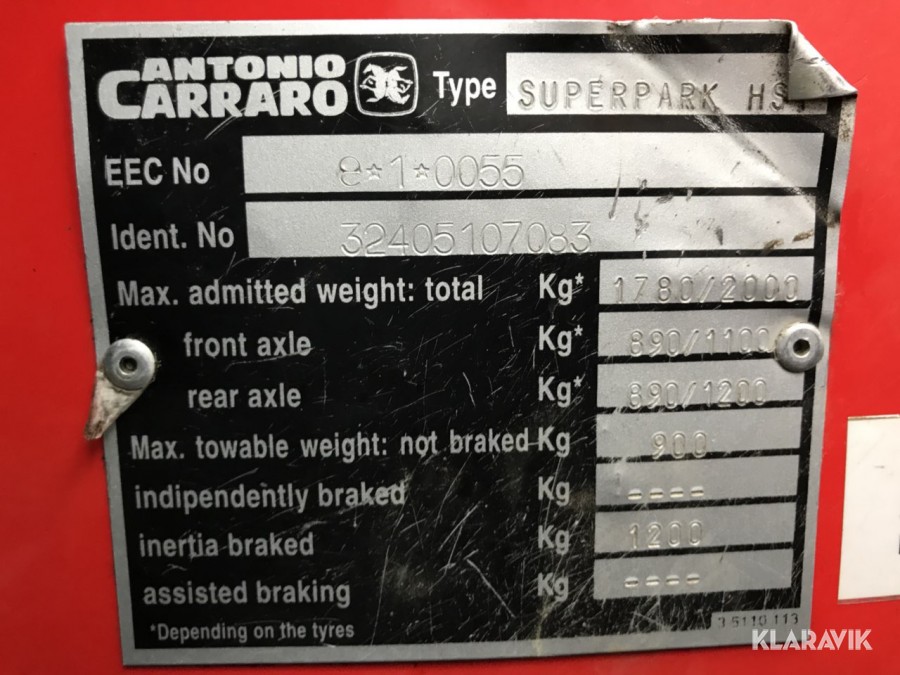 ANTONIO CARRARO Type SUPERPARK HST
EEC No 8*1*0055
Ident. No 32405107083
Max. admitted weight: total Kg* 1780/2000
front axle Kg* 890/1100
rear axle Kg* 890/1200
Max. towable weight: not braked Kg 900
indipendently braked Kg ----
inertia braked Kg 1200
assisted braking Kg ----
*Depending on the tyres
3 5110 113
KLARAVIK